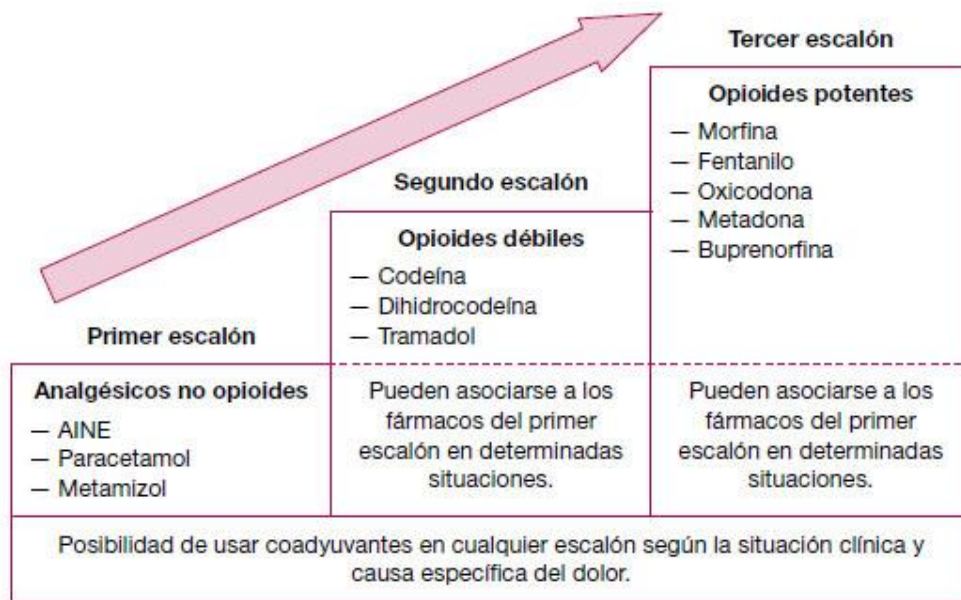 Tercer escalón
Opioides potentes
— Morfina
— Fentanilo
— Oxicodona
— Metadona
— Buprenorfina
Segundo escalón
Opioides débiles
— Codeína
— Dihidrocodeína
— Tramadol
Primer escalón
Analgésicos no opioides
— AINE
— Paracetamol
— Metamizol
Pueden asociarse a los
fármacos del primer
escalón en determinadas
situaciones.
Pueden asociarse a los
fármacos del primer
escalón en determinadas
situaciones.
Posibilidad de usar coadyuvantes en cualquier escalón según la situación clínica y
causa específica del dolor.